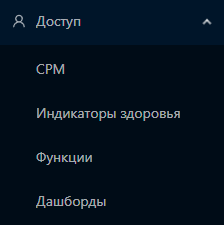 Доступ
СРМ
Индикаторы здоровья
Функции
Дашборды